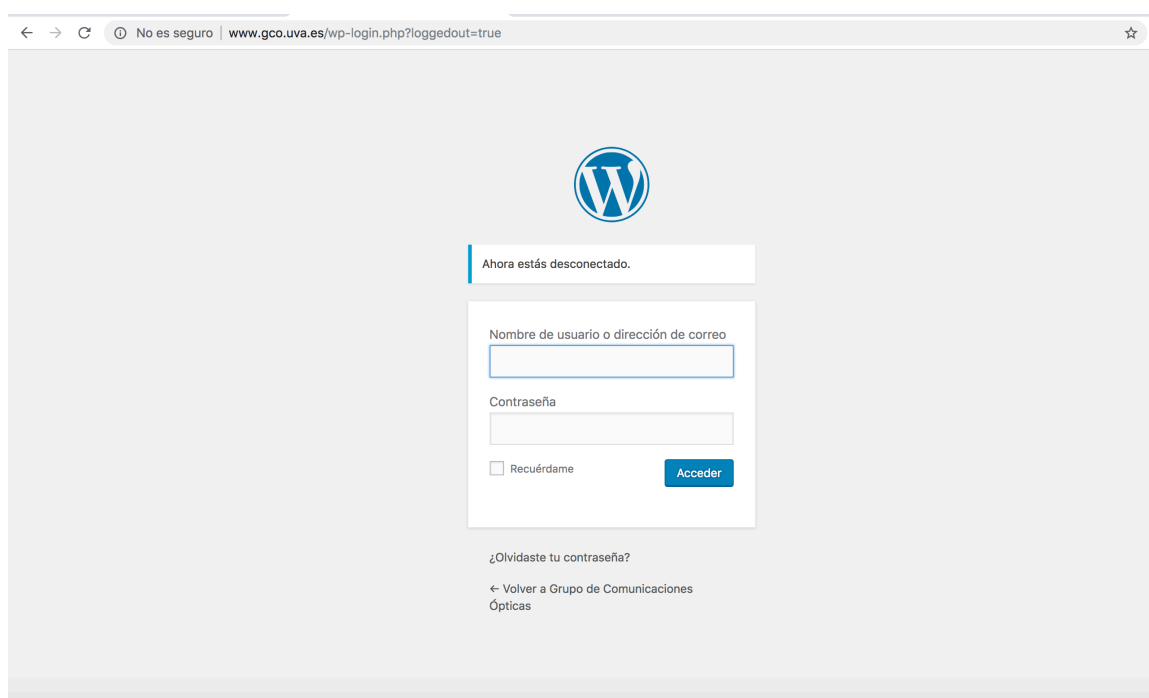 No es seguro | www.gco.uva.es/wp-login.php?loggedout=true
W
Ahora estás desconectado.
Nombre de usuario o dirección de correo
Contraseña
Recuérdame
Acceder
¿Olvidaste tu contraseña?
← Volver a Grupo de Comunicaciones
Ópticas